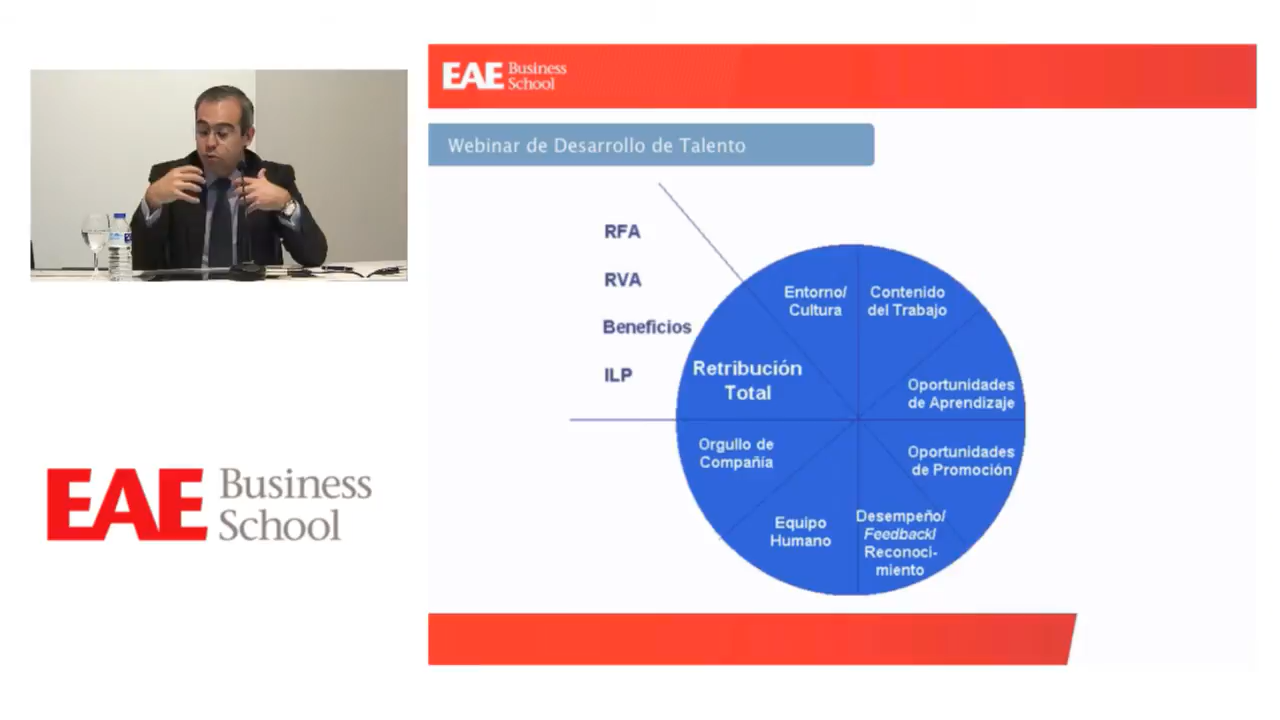 EAE Business
School
Webinar de Desarrollo de Talento
RFA
RVA
Beneficios
ILP
Entorno/
Cultura
Contenido
del Trabajo
Retribución
Total
Oportunidades
de Aprendizaje
Orgullo de
Compañía
Oportunidades
de Promoción
Equipo
Humano
Desempeño/
Feedback/
Reconoci-
miento
EAE Business
School